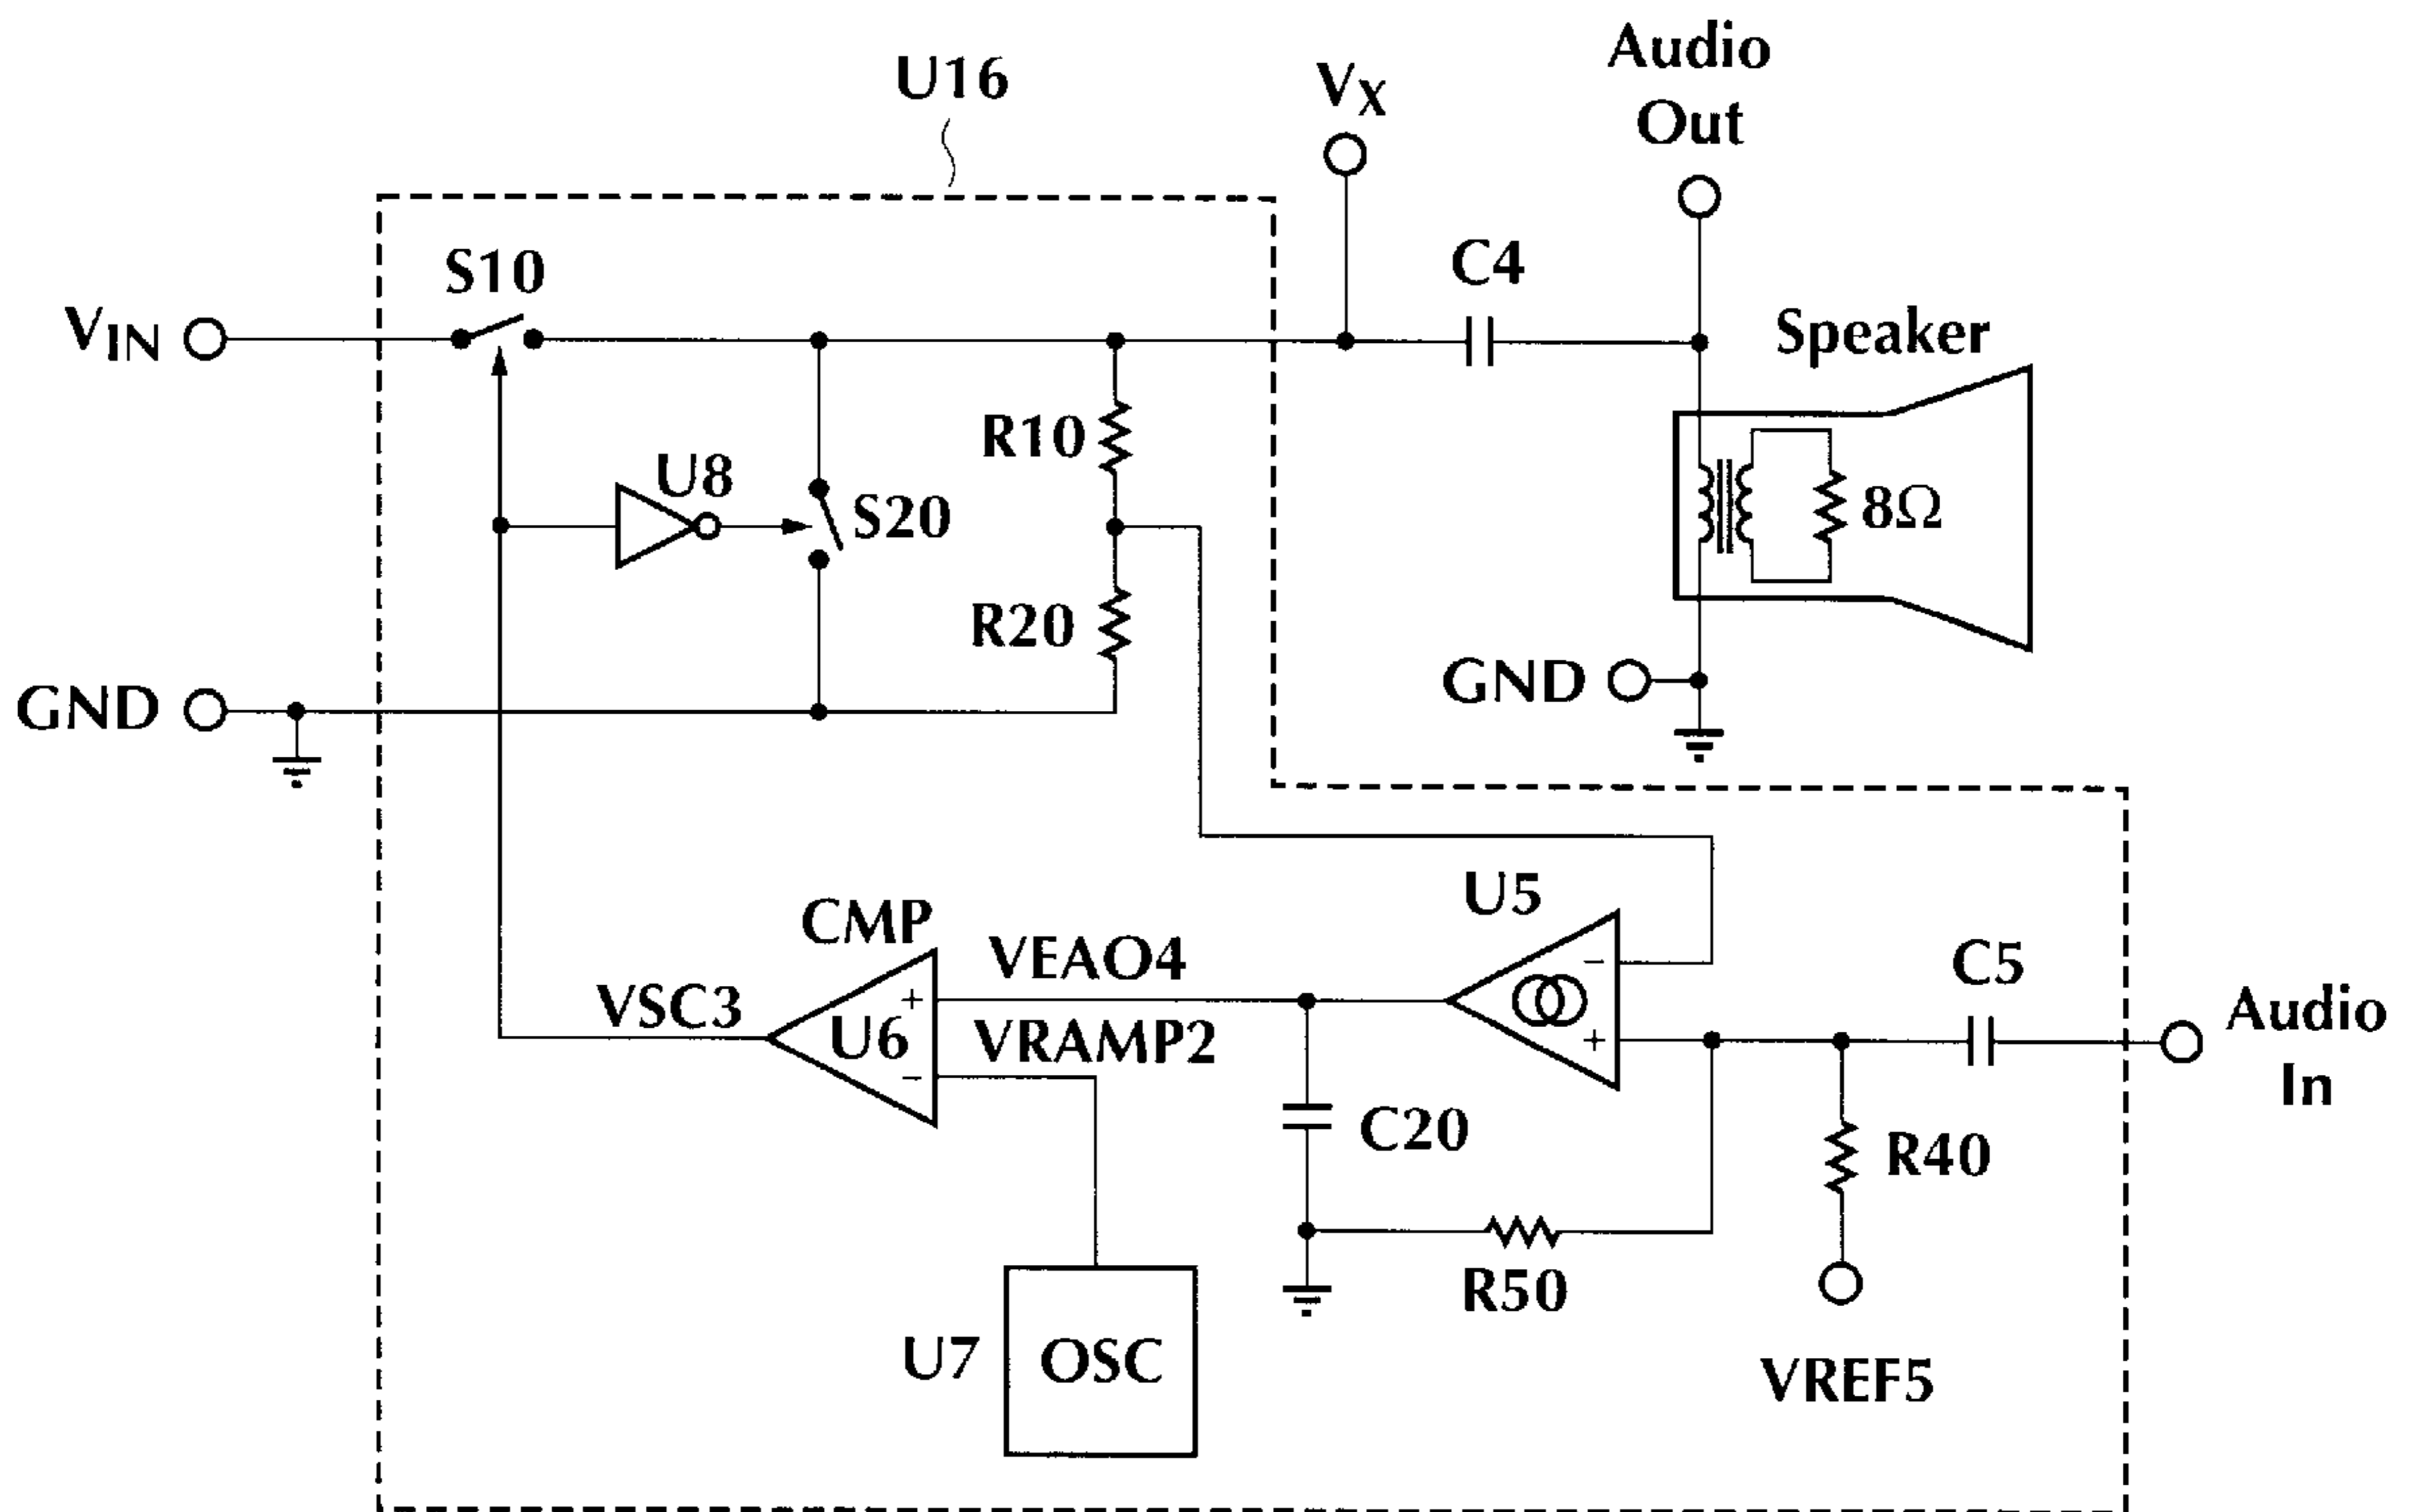 U16
VX
Audio
Out
S10
C4
VIN
Speaker
R10
U8
S20
8Ω
R20
GND
GND
U5
CMP
VEAO4
C5
VSC3
+
−
U6
VRAMP2
−
+
Audio
In
C20
R40
R50
U7
OSC
VREF5